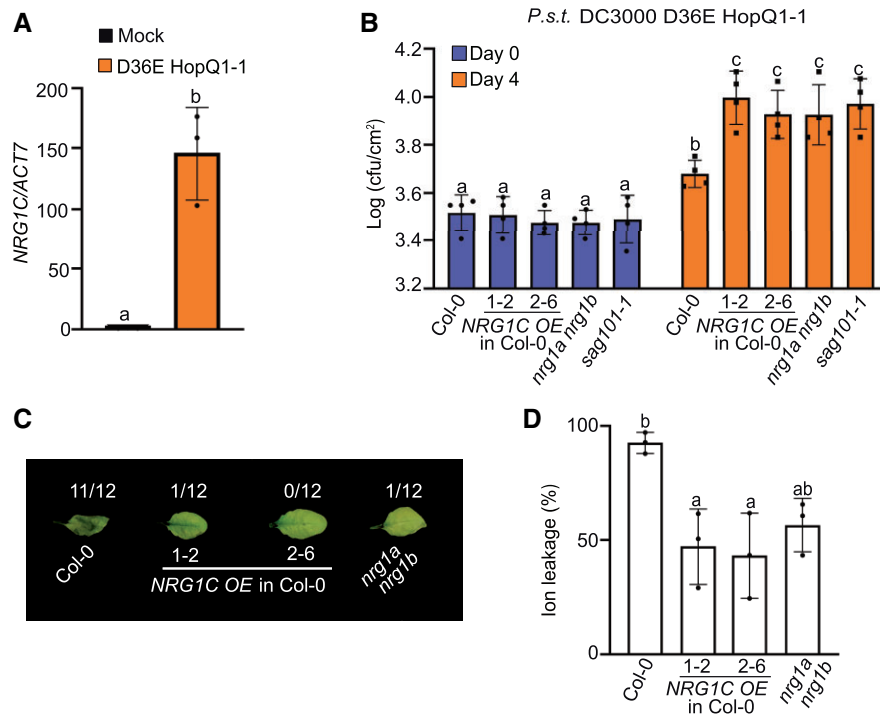 A
Mock
D36E HopQ1-1
NRG1C/ACT7
200
150
100
50
0
a
b
B
P.s.t. DC3000 D36E HopQ1-1
Day 0
Day 4
Log (cfu/cm²)
4.2
4.0
3.8
3.6
3.4
3.2
a a a a a
b c c c c
Col-0 1-2 2-6 nrg1a nrg1b sag101-1
NRG1C OE
in Col-0
Col-0 1-2 2-6 nrg1a nrg1b sag101-1
NRG1C OE
in Col-0
C
11/12 1/12 0/12 1/12
Col-0 1-2 2-6 nrg1a
nrg1b
NRG1C OE in Col-0
D
Ion leakage (%)
100
50
0
b a a ab
Col-0 1-2 2-6 nrg1a
nrg1b
NRG1C OE
in Col-0